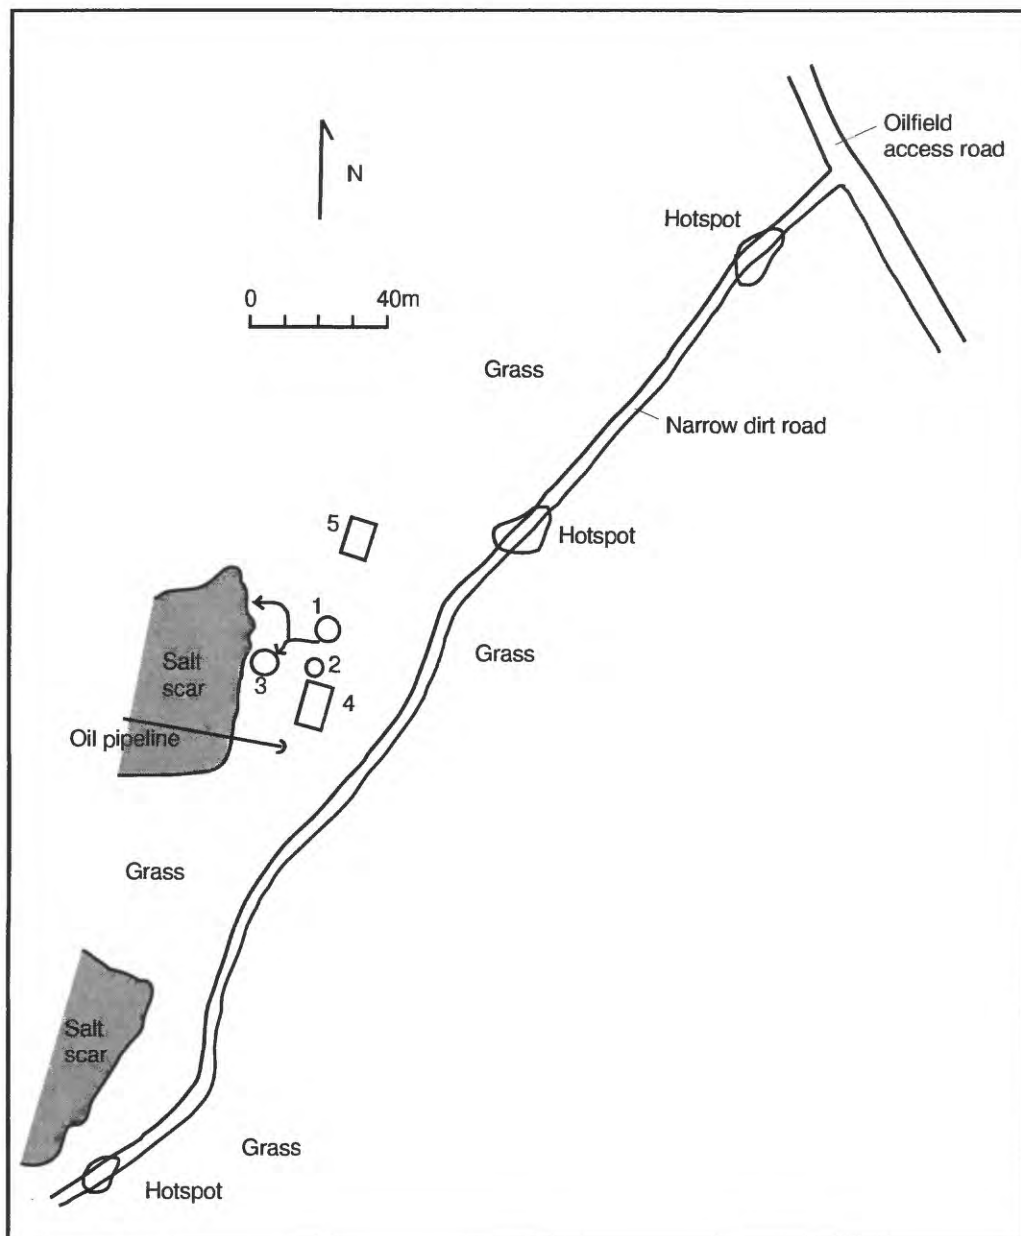 Oilfield
access road
N
Hotspot
0 40m
Grass
Narrow dirt road
5
Hotspot
1
Grass
Salt
scar
2
3
4
Oil pipeline
Grass
Salt
scar
Grass
Hotspot